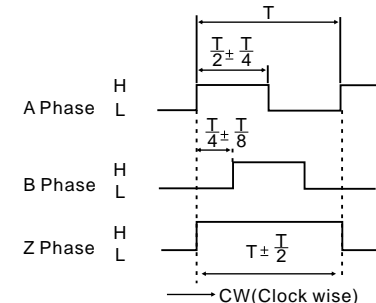 T
T/2 ± T/4
H
A Phase L
T/4 ± T/8
H
B Phase L
H
Z Phase L
T ± T/2
CW(Clock wise)